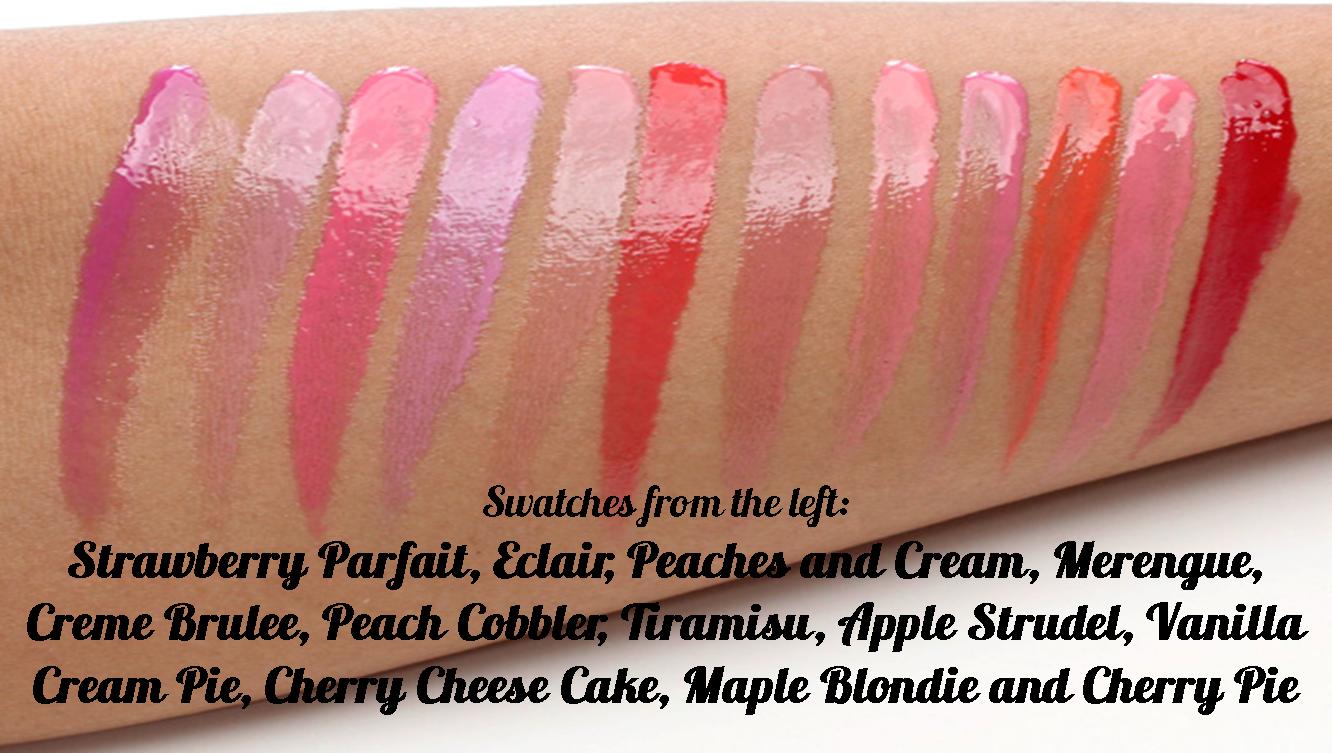 Swatches from the left:
Strawberry Parfait, Eclair, Peaches and Cream, Merengue,
Creme Brulee, Peach Cobbler, Tiramisu, Apple Strudel, Vanilla
Cream Pie, Cherry Cheese Cake, Maple Blondie and Cherry Pie